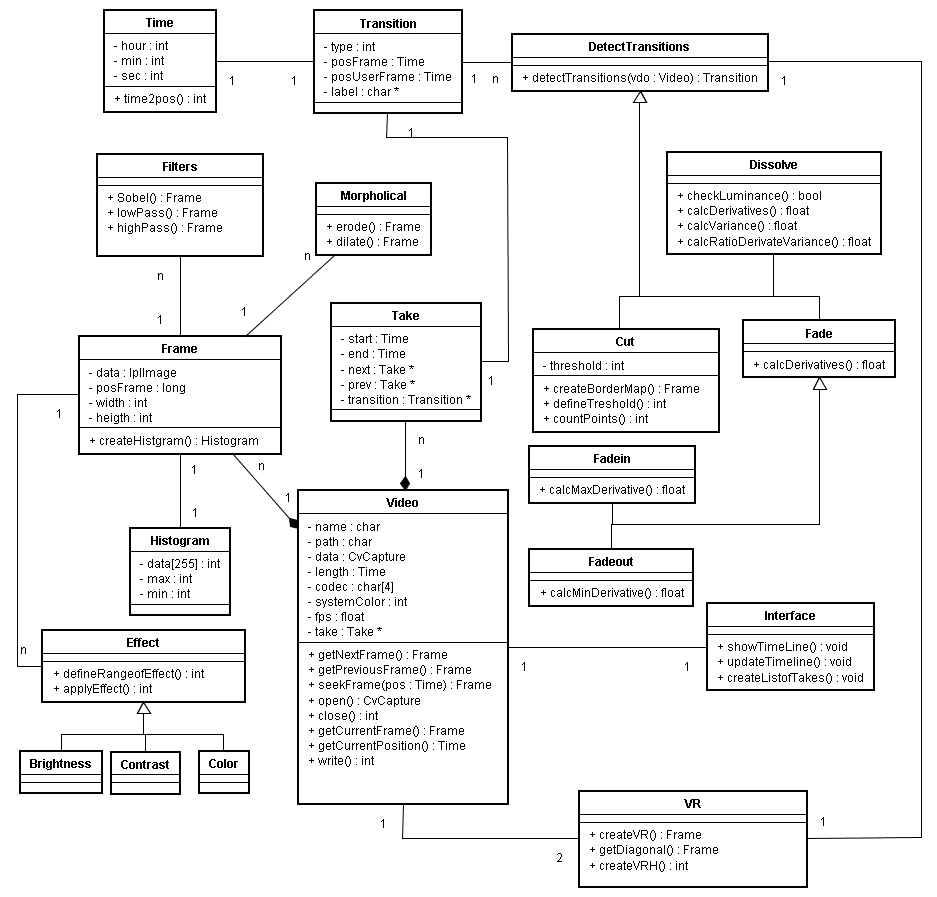 Time
- hour : int
- min : int
- sec : int
+ time2pos() : int
1
1
Transition
- type : int
- posFrame : Time
- posUserFrame : Time
- label : char *
1
n
1
DetectTransitions
+ detectTransitions(vdo : Video) : Transition
1
Filters
+ Sobel() : Frame
+ lowPass() : Frame
+ highPass() : Frame
n
1
Morpholical
+ erode() : Frame
+ dilate() : Frame
n
1
Dissolve
+ checkLuminance() : bool
+ calcDerivatives() : float
+ calcVariance() : float
+ calcRatioDerivateVariance() : float
Take
- start : Time
- end : Time
- next : Take *
- prev : Take *
- transition : Transition *
1
n
1
Cut
- threshold : int
+ createBorderMap() : Frame
+ defineTreshold() : int
+ countPoints() : int
Fade
+ calcDerivatives() : float
Frame
- data : IplImage
- posFrame : long
- width : int
- heigth : int
+ createHistgram() : Histogram
1
1
n
1
Fadein
+ calcMaxDerivative() : float
Fadeout
+ calcMinDerivative() : float
Histogram
- data[255] : int
- max : int
- min : int
1
Video
- name : char
- path : char
- data : CvCapture
- length : Time
- codec : char[4]
- systemColor : int
- fps : float
- take : Take *
+ getNextFrame() : Frame
+ getPreviousFrame() : Frame
+ seekFrame(pos : Time) : Frame
+ open() : CvCapture
+ close() : int
+ getCurrentFrame() : Frame
+ getCurrentPosition() : Time
+ write() : int
1
1
Interface
+ showTimeLine() : void
+ updateTimeline() : void
+ createListofTakes() : void
n
Effect
+ defineRangeofEffect() : int
+ applyEffect() : int
Brightness
Contrast
Color
1
2
VR
+ createVR() : Frame
+ getDiagonal() : Frame
+ createVRH() : int
1